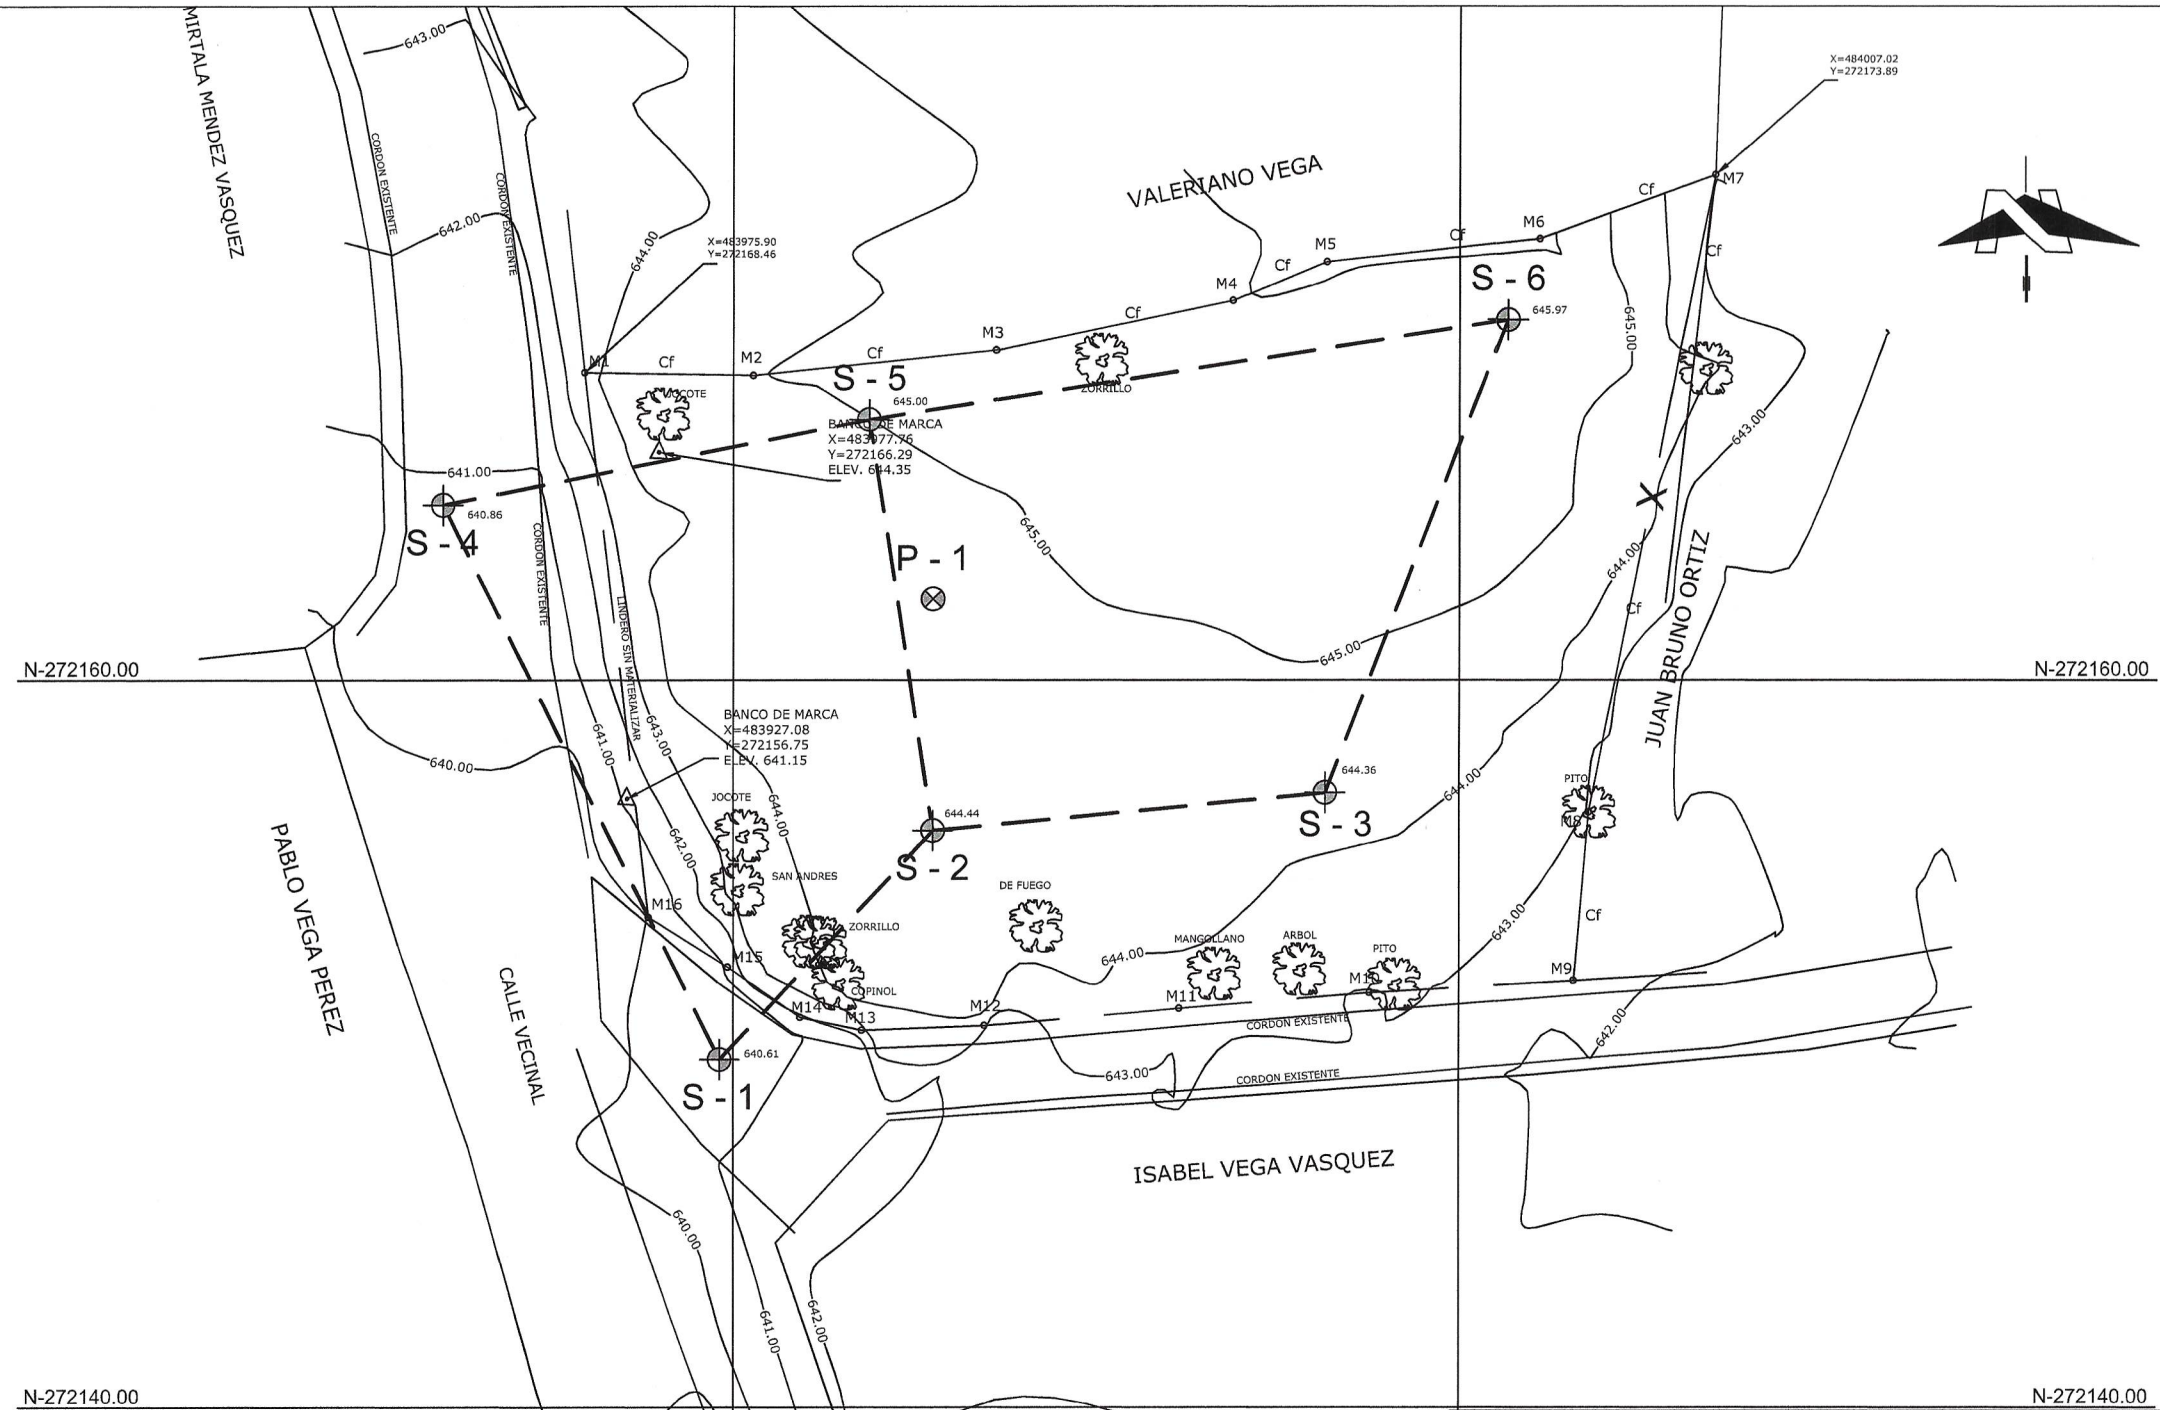 MIRTALA MENDEZ VASQUEZ
643.00
CORDON EXISTENTE
CORDON EXISTENTE
642.00
644.00
X=483975.90
Y=272168.46
VALERIANO VEGA
X=484007.02
Y=272173.89
M7
Cf
Cf
M6
Cf
M5
Cf
M4
Cf
M3
Cf
M2
Cf
M1
S - 6
645.97
645.00
JOCOTE
S - 5
645.00
ZORRILLO
BANCO DE MARCA
X=483977.76
Y=272166.29
ELEV. 644.35
643.00
641.00
640.86
S - 4
CORDON EXISTENTE
645.00
X
P - 1
644.00
Cf
LINDERO SIN MATERIALIZAR
JUAN BRUNO ORTIZ
645.00
N-272160.00
N-272160.00
BANCO DE MARCA
X=483927.08
Y=272156.75
ELEV. 641.15
641.00
643.00
640.00
644.36
S - 3
644.00
PITO
M8
JOCOTE
644.00
644.44
S - 2
642.00
SAN ANDRES
DE FUEGO
M16
ZORRILLO
643.00
Cf
PABLO VEGA PEREZ
CALLE VECINAL
M15
644.00
MANGOLLANO
ARBOL
PITO
M10
M9
COPINOL
M14
M13
M12
M11
CORDON EXISTENTE
642.00
640.61
S - 1
643.00
CORDON EXISTENTE
ISABEL VEGA VASQUEZ
640.00
641.00
642.00
N-272140.00
N-272140.00